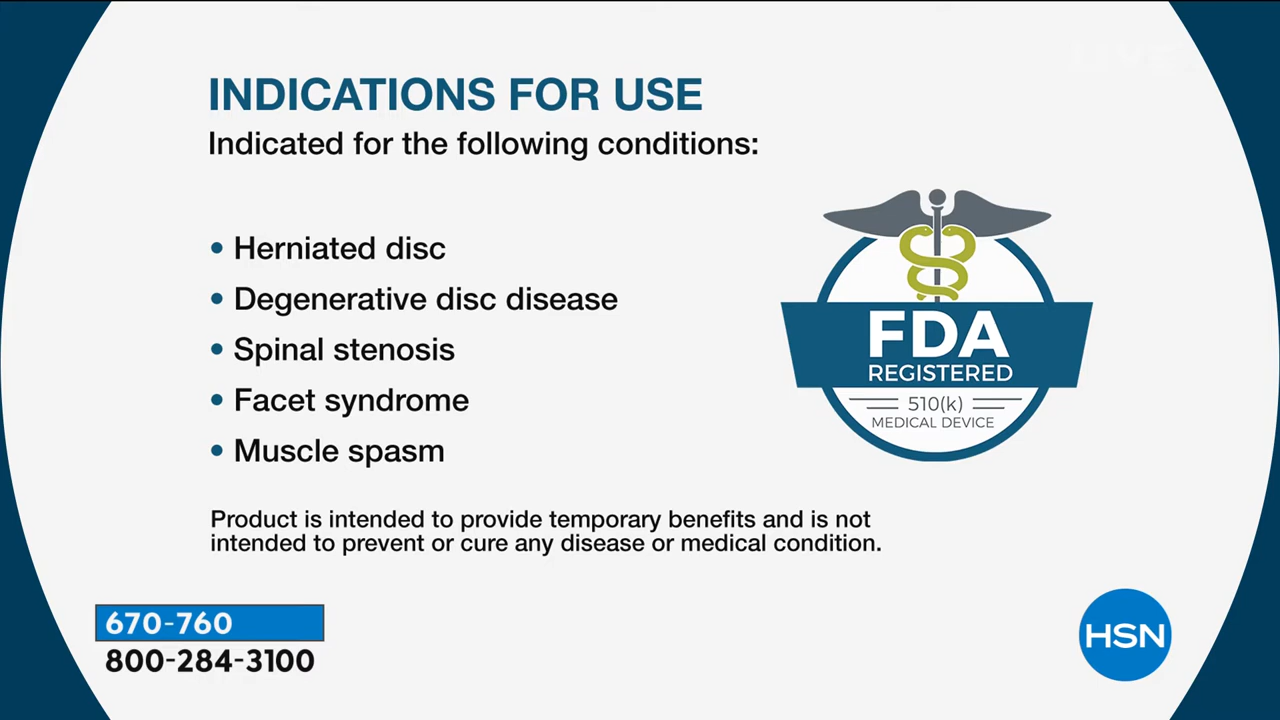 INDICATIONS FOR USE
Indicated for the following conditions:
• Herniated disc
• Degenerative disc disease
• Spinal stenosis
• Facet syndrome
• Muscle spasm
FDA
REGISTERED
510(k)
MEDICAL DEVICE
Product is intended to provide temporary benefits and is not
intended to prevent or cure any disease or medical condition.
670-760
800-284-3100
HSN